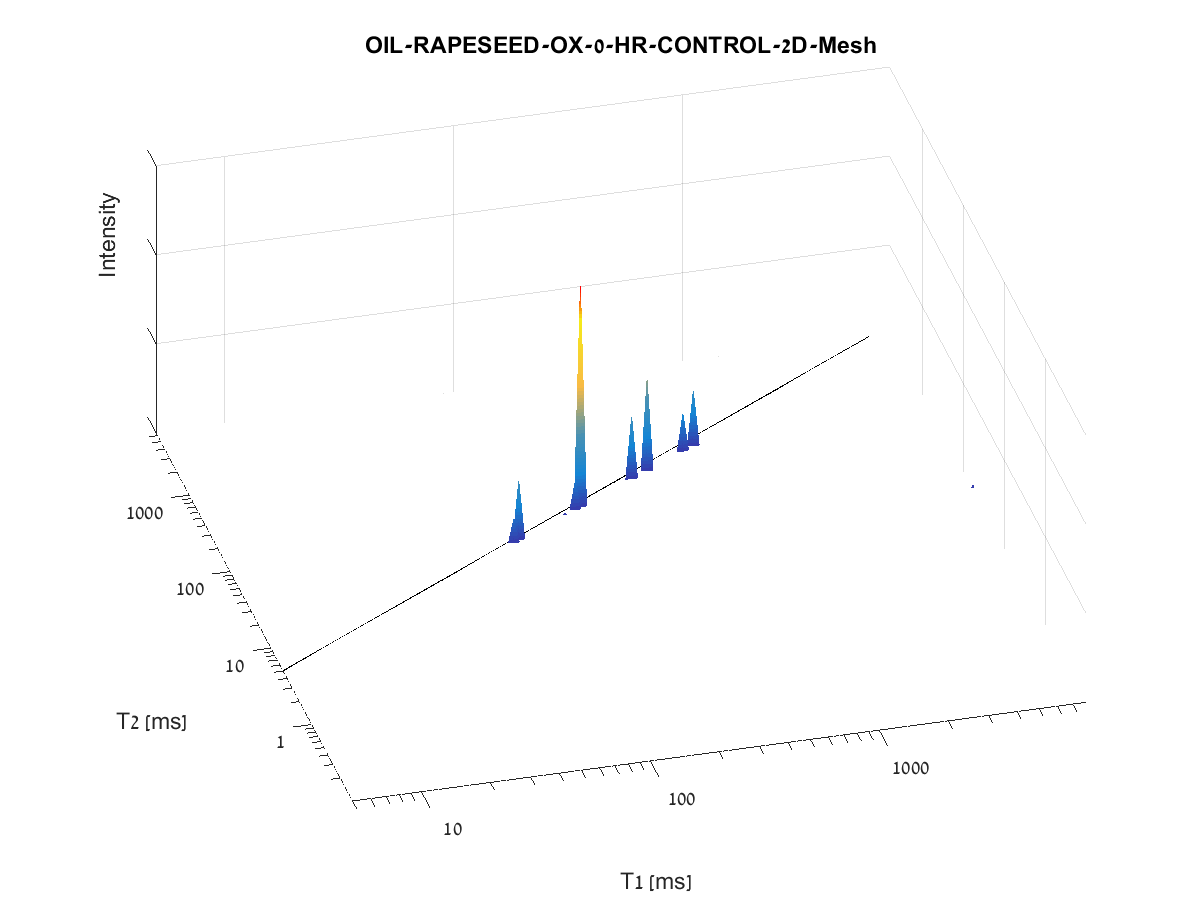 OIL-RAPESEED-OX-0-HR-CONTROL-2D-Mesh
Intensity
1000
100
10
1
T2 [ms]
10
100
1000
T1 [ms]